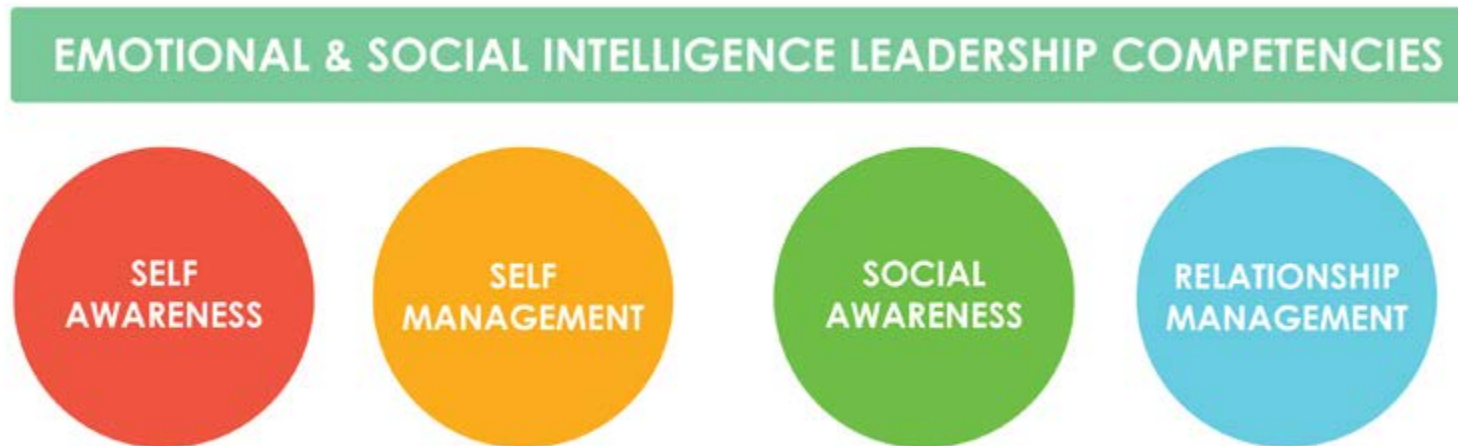 EMOTIONAL & SOCIAL INTELLIGENCE LEADERSHIP COMPETENCIES
SELF
AWARENESS
SELF
MANAGEMENT
SOCIAL
AWARENESS
RELATIONSHIP
MANAGEMENT